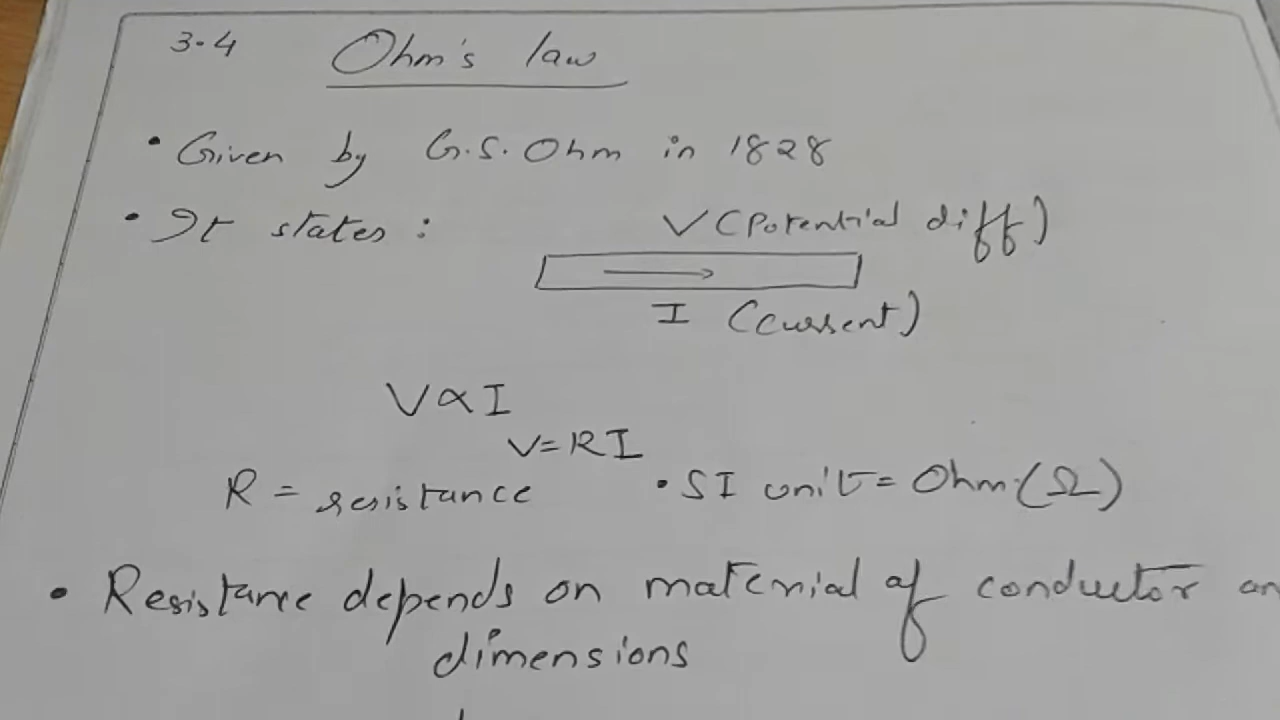 3.4 Ohm's law
• Given by G.S. Ohm in 1828
• It states :
V (Potential diff)
I (current)
V ∝ I
V = RI
R = resistance
• SI unit = Ohm (Ω)
• Resistance depends on material of conductor an
dimensions